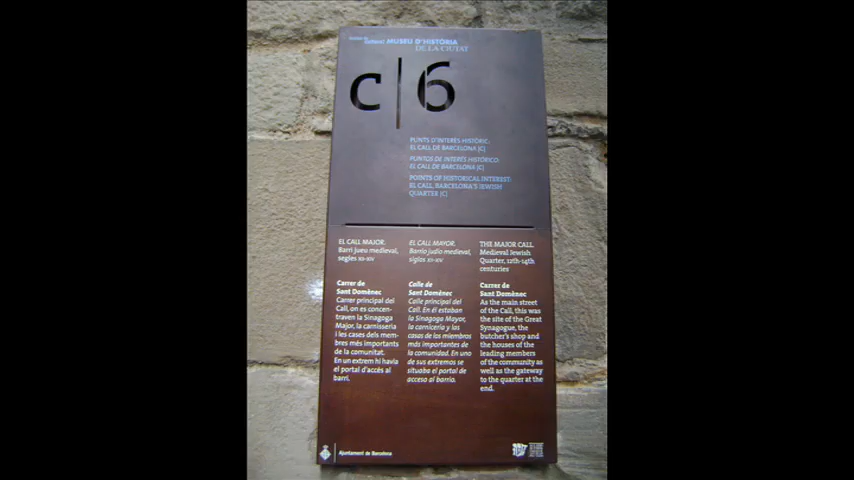 MUSEU D'HISTÒRIA
DE LA CIUTAT
c|6
PUNTS D'INTERÈS HISTÒRIC:
EL CALL DE BARCELONA (C)
PUNTOS DE INTERÉS HISTÓRICO:
EL CALL DE BARCELONA (C)
POINTS OF HISTORICAL INTEREST:
EL CALL, BARCELONA'S JEWISH
QUARTER (C)
EL CALL MAJOR.
Barri jueu medieval,
segles XII-XIV
Carrer de
Sant Domènec
Carrer principal del
Call, on es concen-
traven la Sinagoga
Major, la carnisseria
i les cases dels mem-
bres més importants
de la comunitat.
En un extrem hi havia
el portal d'accés al
barri.
EL CALL MAYOR.
Barrio judío medieval,
siglos XII-XIV
Calle de
Sant Domènec
Calle principal del
Call. En él estaban
la Sinagoga Mayor,
la carnicería y las
casas de los miembros
más importantes de
la comunidad. En uno
de sus extremos se
situaba el portal de
acceso al barrio.
THE MAJOR CALL.
Medieval Jewish
Quarter, 12th-14th
centuries
Carrer de
Sant Domènec
As the main street
of the Call, this was
the site of the Great
Synagogue, the
butcher's shop and
the houses of the
leading members
of the community as
well as the gateway
to the quarter at the
end.
Ajuntament de Barcelona